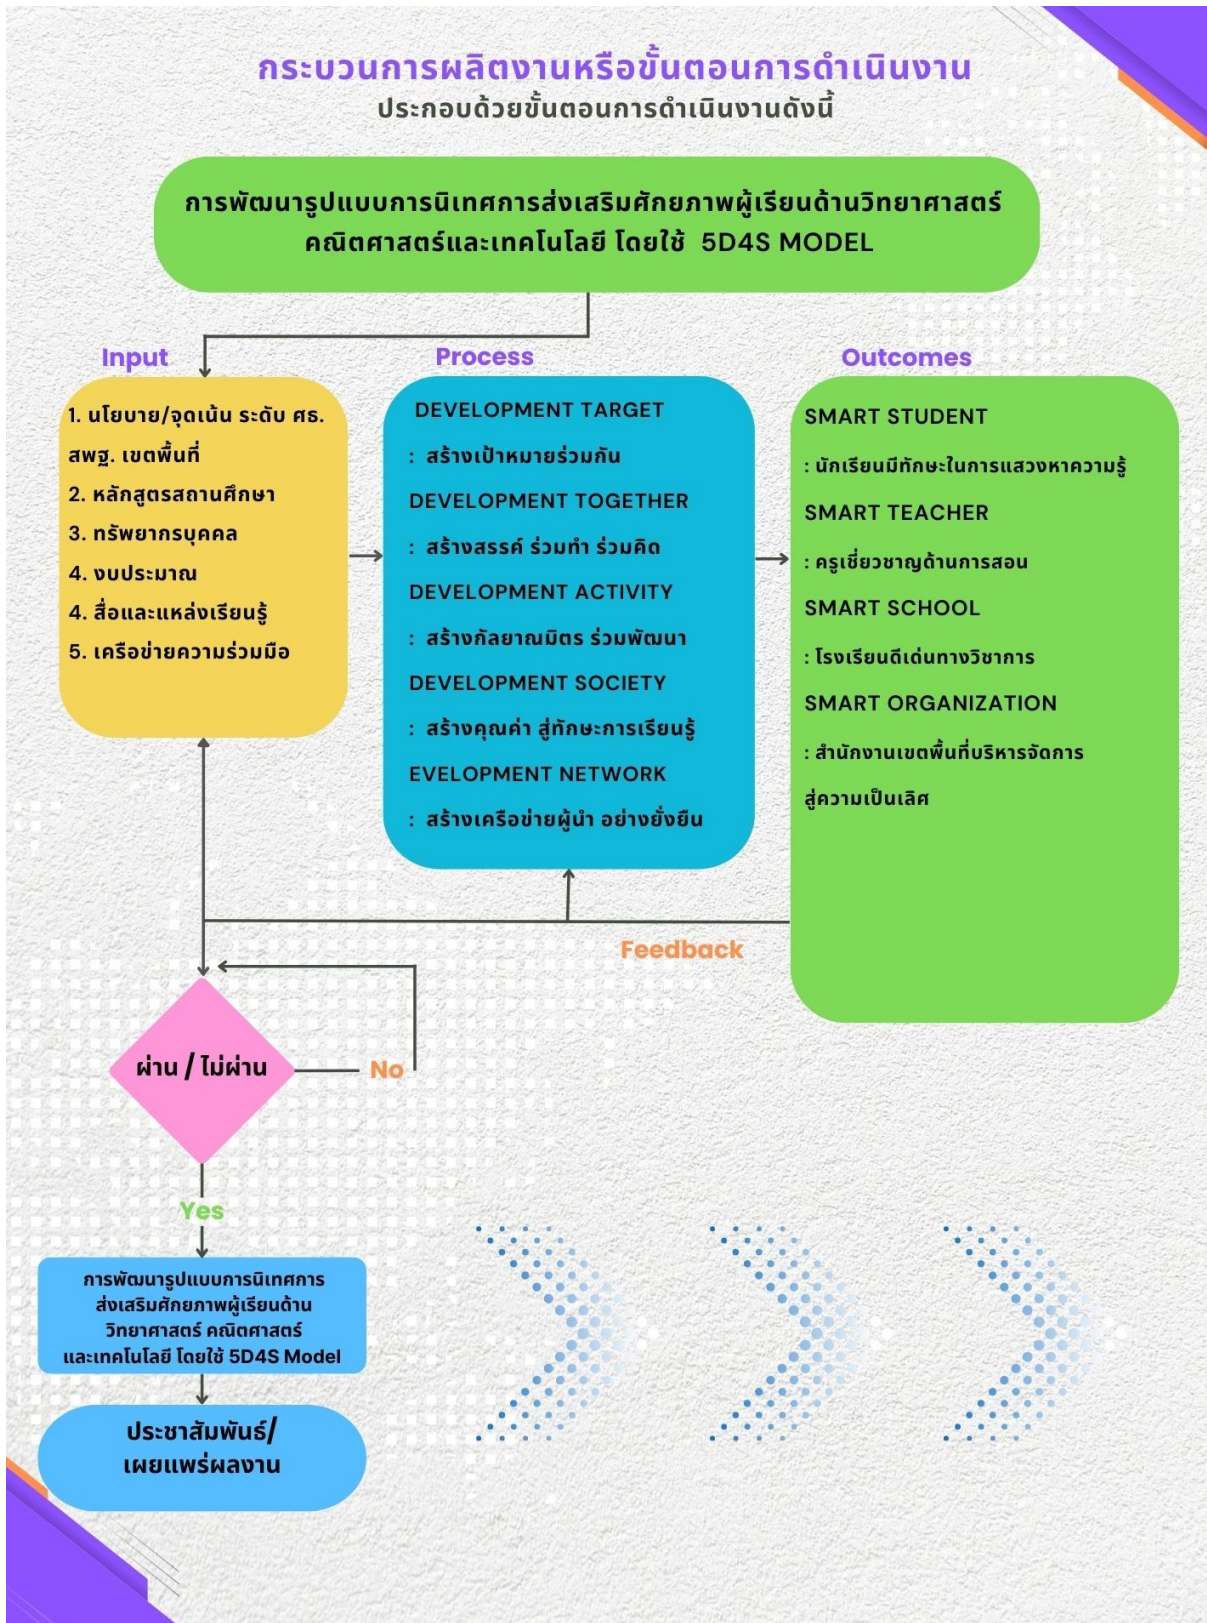 กระบวนการผลิตงานหรือขั้นตอนการดำเนินงาน
ประกอบด้วยขั้นตอนการดำเนินงานดังนี้
การพัฒนารูปแบบการนิเทศการส่งเสริมศักยภาพผู้เรียนด้านวิทยาศาสตร์
คณิตศาสตร์และเทคโนโลยี โดยใช้ 5D4S MODEL
Input
1. นโยบาย/จุดเน้น ระดับ ศธ.
สพฐ. เขตพื้นที่
2. หลักสูตรสถานศึกษา
3. ทรัพยากรบุคคล
4. งบประมาณ
4. สื่อและแหล่งเรียนรู้
5. เครือข่ายความร่วมมือ
Process
DEVELOPMENT TARGET
: สร้างเป้าหมายร่วมกัน
DEVELOPMENT TOGETHER
: สร้างสรรค์ ร่วมทำ ร่วมคิด
DEVELOPMENT ACTIVITY
: สร้างกัลยาณมิตร ร่วมพัฒนา
DEVELOPMENT SOCIETY
: สร้างคุณค่า สู่ทักษะการเรียนรู้
EVELOPMENT NETWORK
: สร้างเครือข่ายผู้นำ อย่างยั่งยืน
Outcomes
SMART STUDENT
: นักเรียนมีทักษะในการแสวงหาความรู้
SMART TEACHER
: ครูเชี่ยวชาญด้านการสอน
SMART SCHOOL
: โรงเรียนดีเด่นทางวิชาการ
SMART ORGANIZATION
: สำนักงานเขตพื้นที่บริหารจัดการ
สู่ความเป็นเลิศ
Feedback
ผ่าน / ไม่ผ่าน
No
Yes
การพัฒนารูปแบบการนิเทศการ
ส่งเสริมศักยภาพผู้เรียนด้าน
วิทยาศาสตร์ คณิตศาสตร์
และเทคโนโลยี โดยใช้ 5D4S Model
ประชาสัมพันธ์/
เผยแพร่ผลงาน